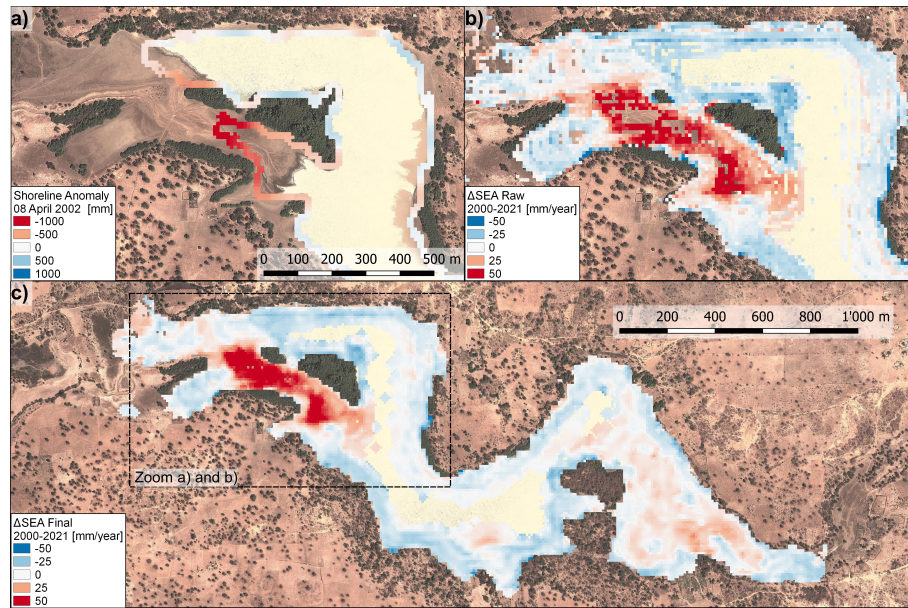 a)
Shoreline Anomaly
08 April 2002 [mm]
-1000
-500
0
500
1000
0 100 200 300 400 500 m
b)
ΔSEA Raw
2000-2021 [mm/year]
-50
-25
0
25
50
c)
0 200 400 600 800 1'000 m
Zoom a) and b)
ΔSEA Final
2000-2021 [mm/year]
-50
-25
0
25
50